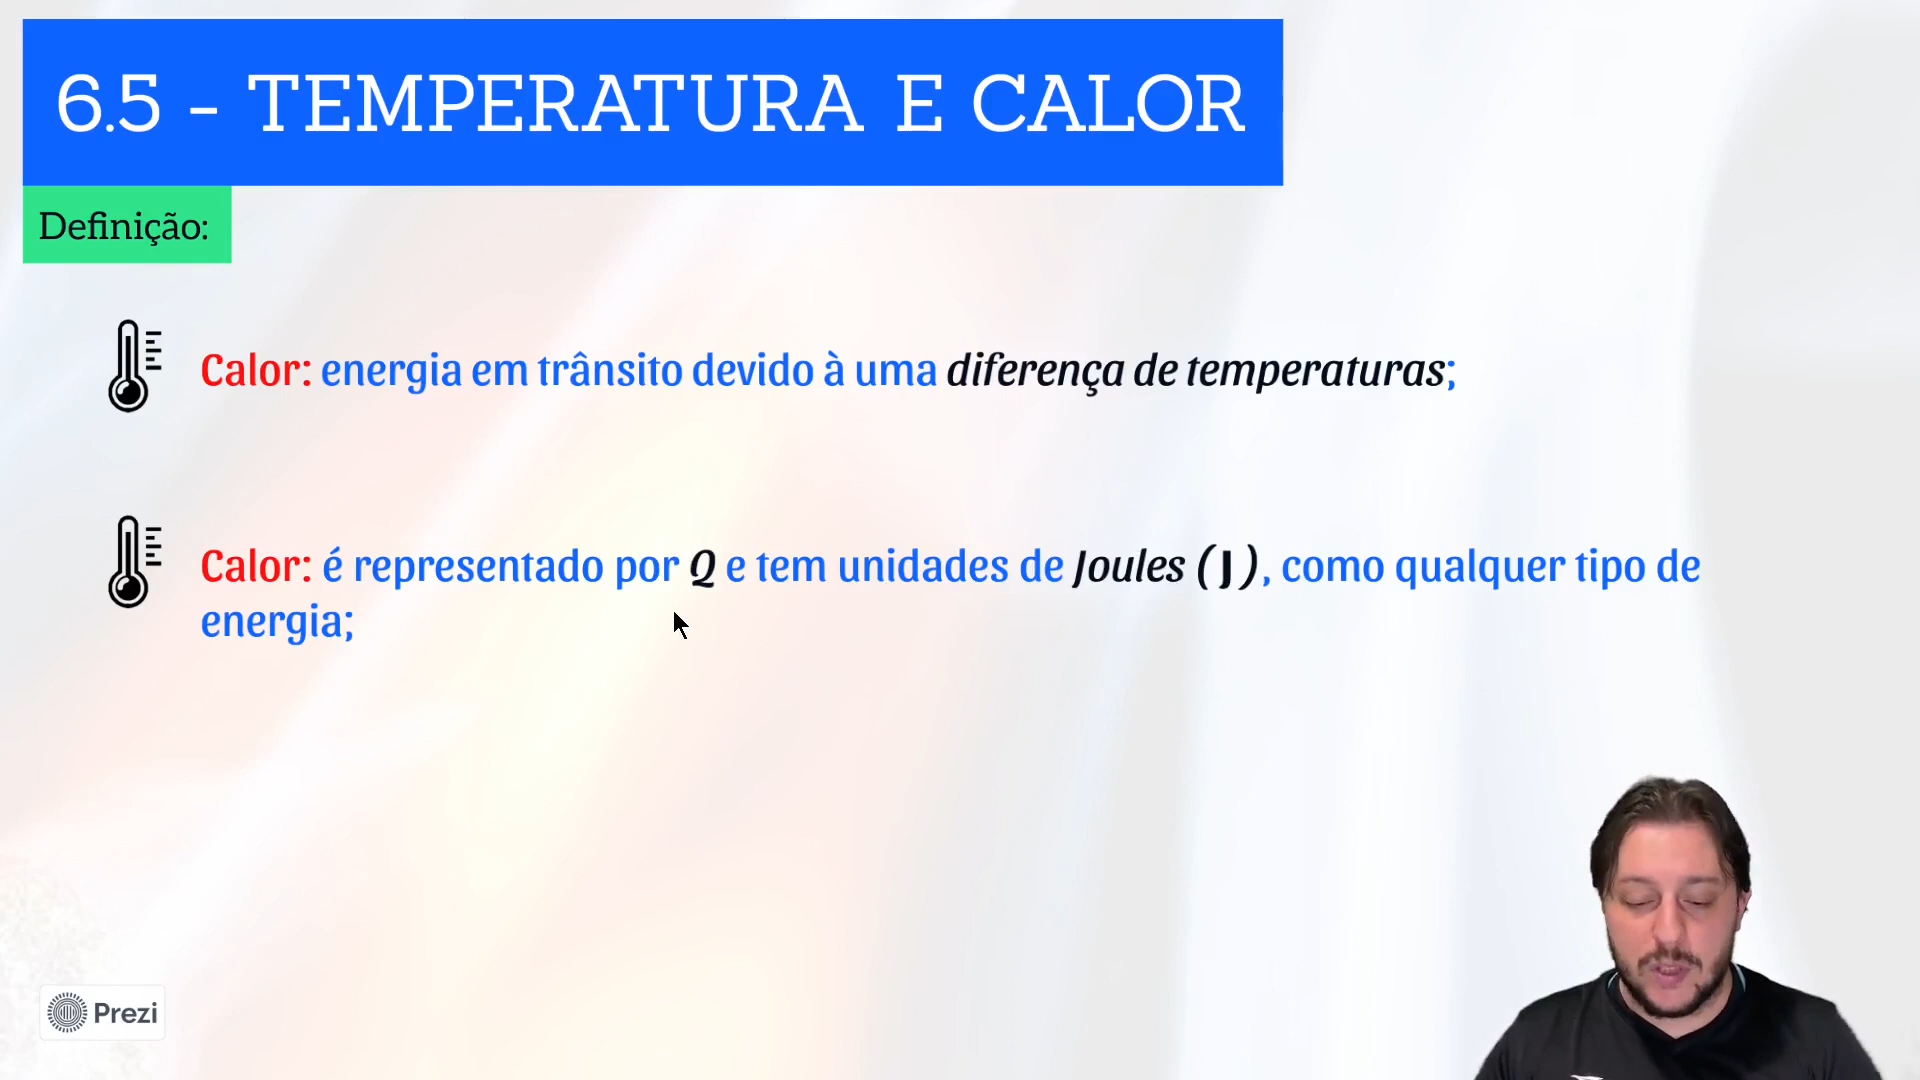 6.5 - TEMPERATURA E CALOR
Definição:
Calor: energia em trânsito devido à uma diferença de temperaturas;
Calor: é representado por Q e tem unidades de Joules (J), como qualquer tipo de
energia;
Prezi